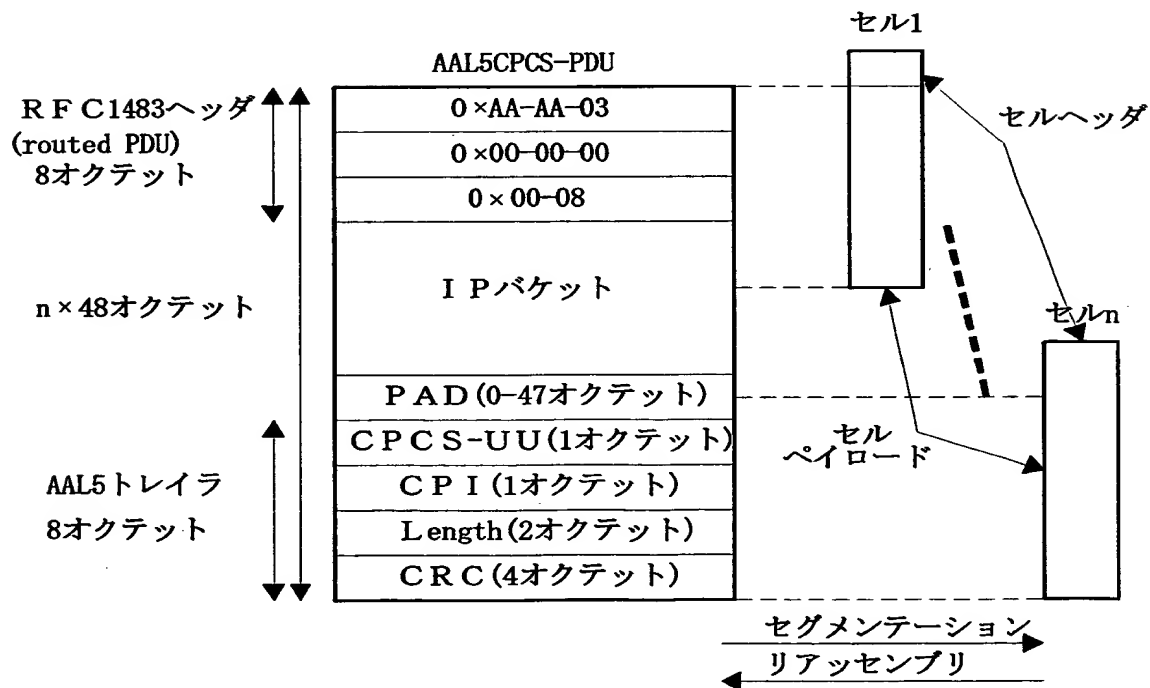 セル1
AAL5CPCS-PDU
RFC1483ヘッダ
(routed PDU)
8オクテット
0×AA-AA-03
0×00-00-00
0×00-08
セルヘッダ
n×48オクテット
IPバケット
セルn
PAD(0-47オクテット)
CPCS-UU(1オクテット)
CPI(1オクテット)
Length(2オクテット)
CRC(4オクテット)
AAL5トレイラ
8オクテット
セル
ペイロード
セグメンテーション
リアッセンブリ